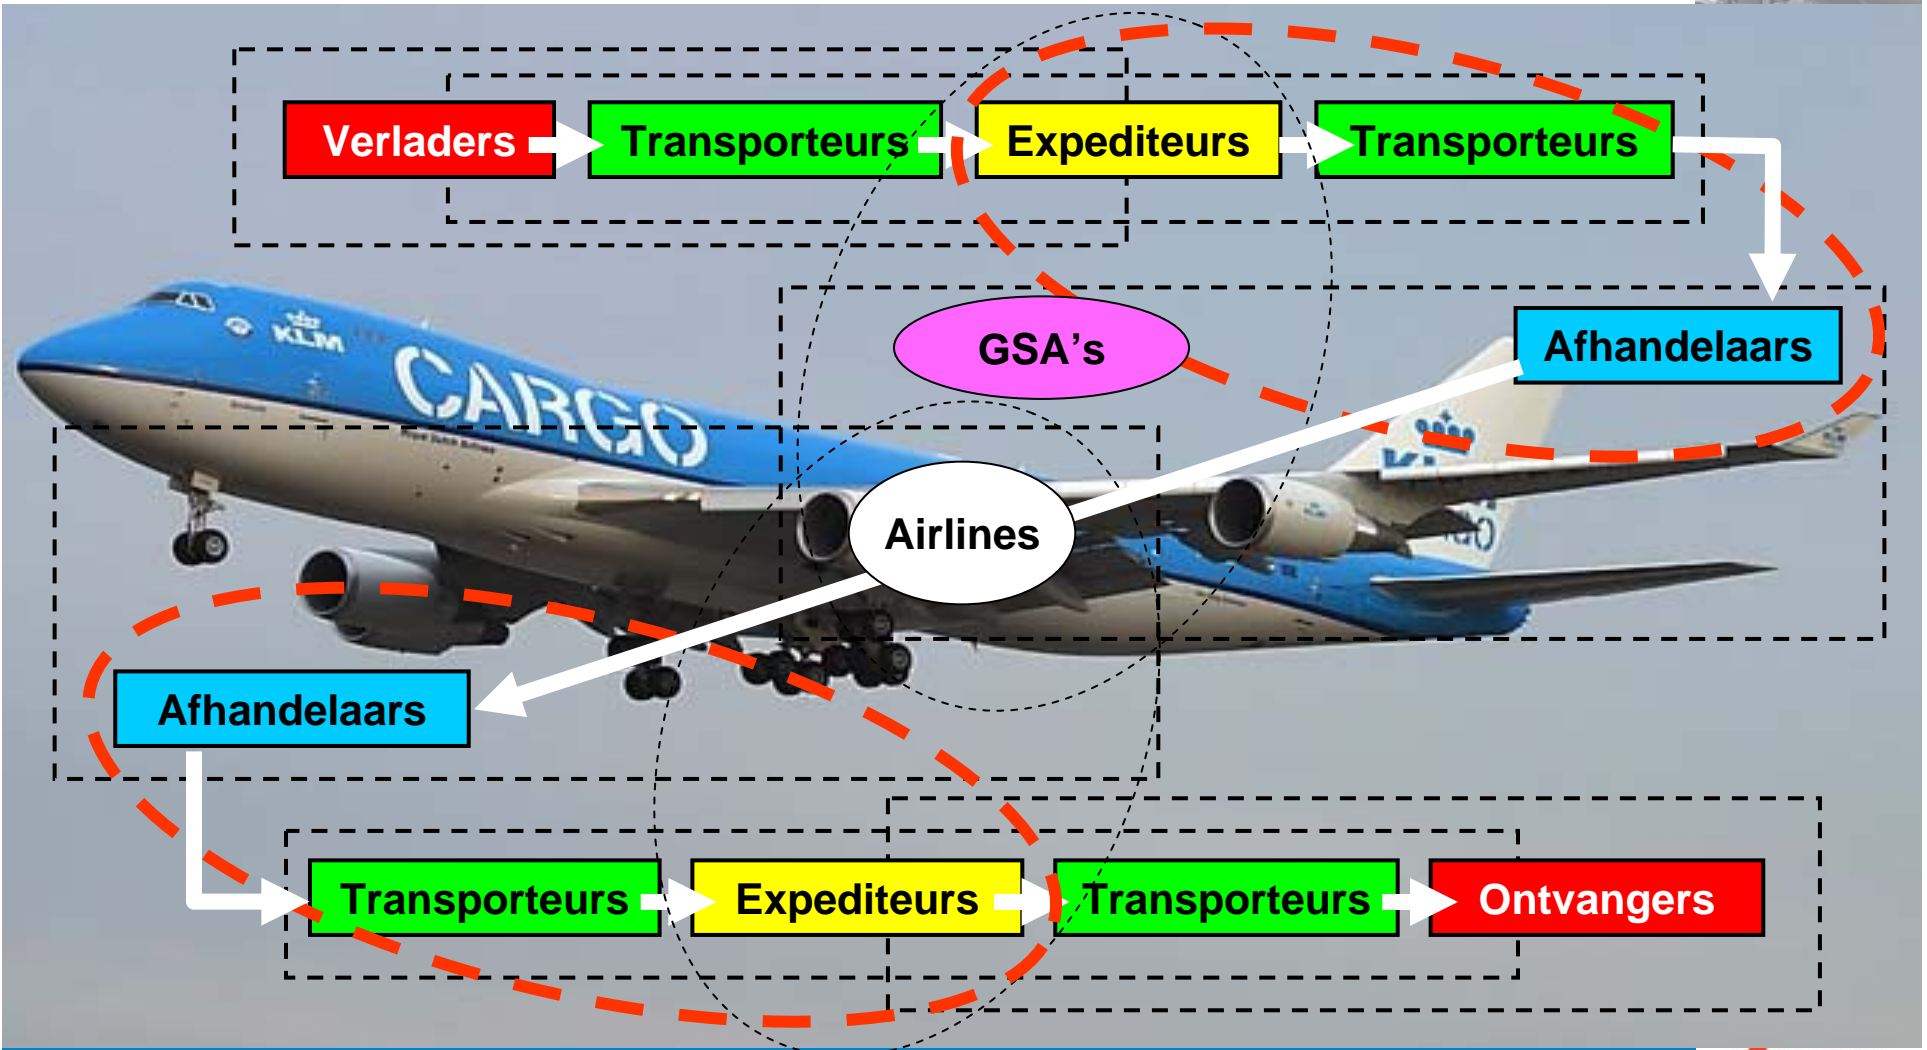 Verladers
Transporteurs
Expediteurs
Transporteurs
GSA's
Afhandelaars
KLM
CARGO
Airlines
Afhandelaars
Transporteurs
Expediteurs
Transporteurs
Ontvangers